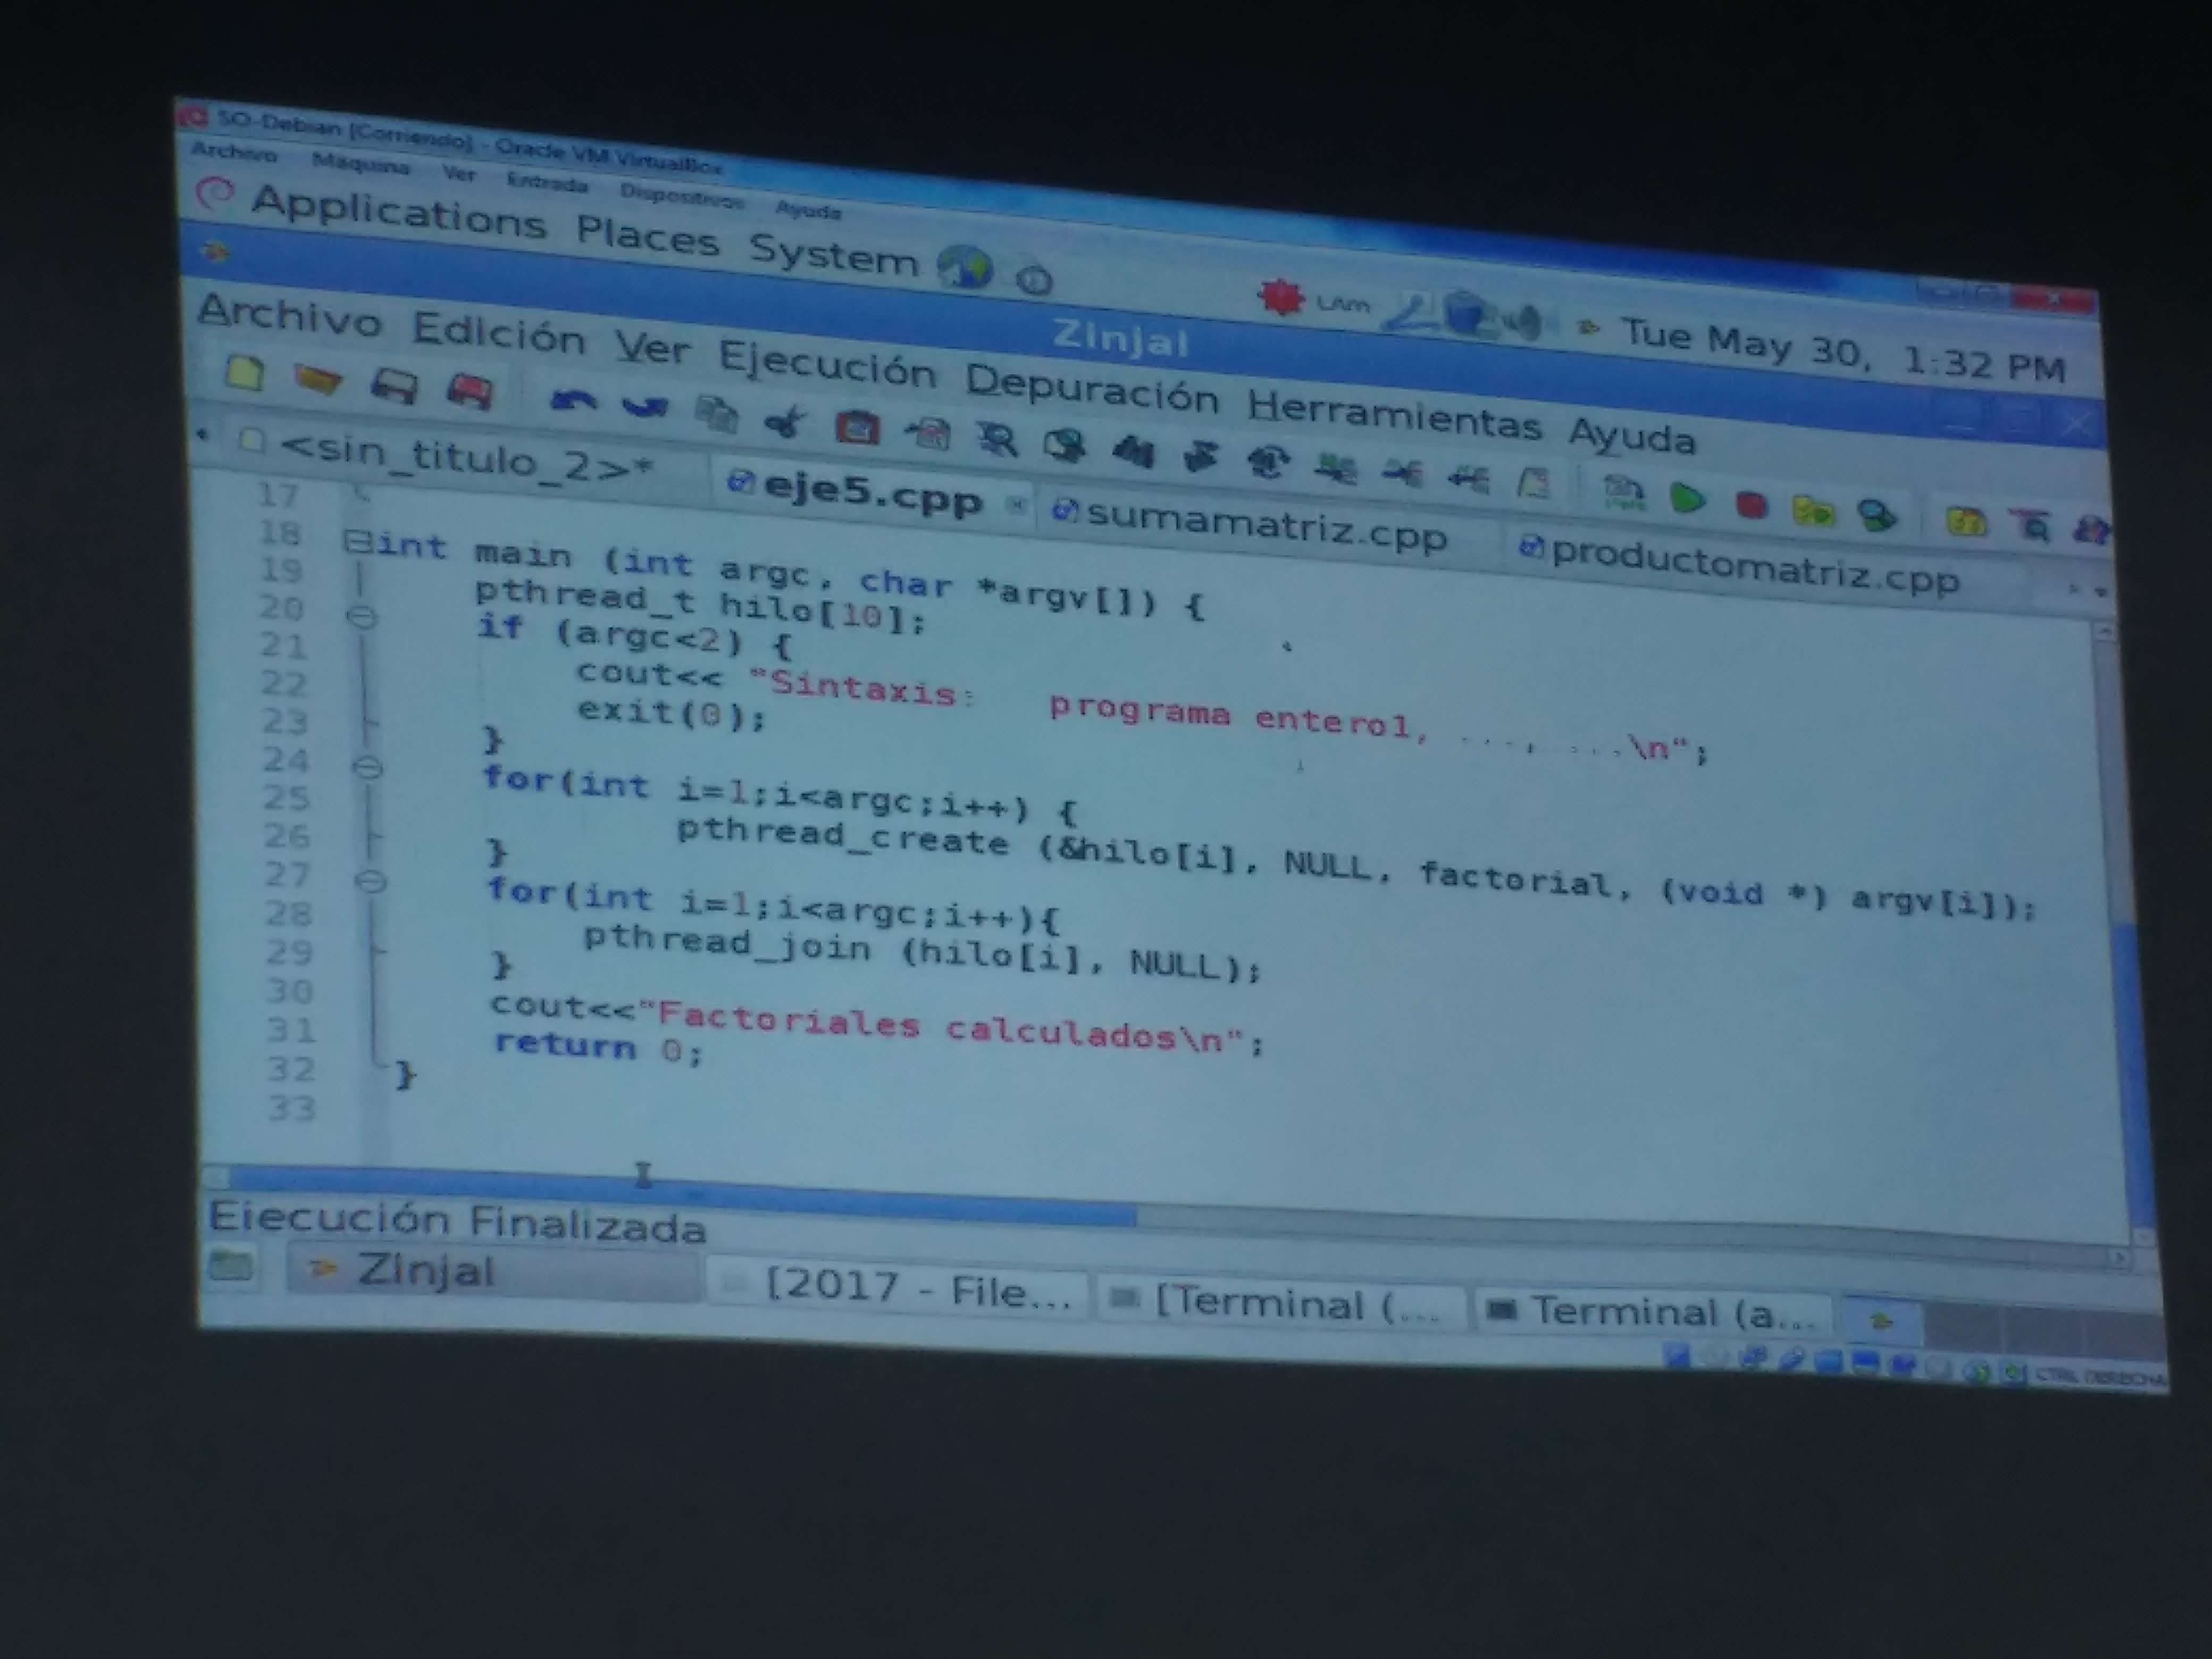 SO-Debian [Corriendo] - Oracle VM VirtualBox
Archivo Máquina Ver Entrada Dispositivos Ayuda
Applications Places System LAm Tue May 30, 1:32 PM
ZinjaI
Archivo Edición Ver Ejecución Depuración Herramientas Ayuda
<sin_titulo_2>* eje5.cpp sumamatriz.cpp productomatriz.cpp
17
18 int main (int argc, char *argv[]) {
19 pthread_t hilo[10];
20 if (argc<2) {
21 cout<< "Sintaxis: programa entero1, ..., ...\n";
22 exit(0);
23 }
24 for(int i=1;i<argc;i++) {
25 pthread_create (&hilo[i], NULL, factorial, (void *) argv[i]);
26 }
27 for(int i=1;i<argc;i++){
28 pthread_join (hilo[i], NULL);
29 }
30 cout<<"Factoriales calculados\n";
31 return 0;
32 }
33
Ejecución Finalizada
ZinjaI [2017 - File... [Terminal (... Terminal (a...
CTRL DERECHA